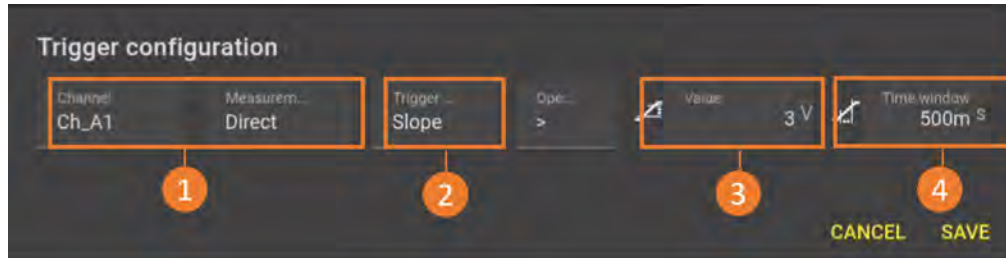 Trigger configuration
Channel Measurem... Trigger ... Ope... Value Time window
Ch_A1 Direct Slope > 3 V 500m S
1 2 3 4
CANCEL SAVE